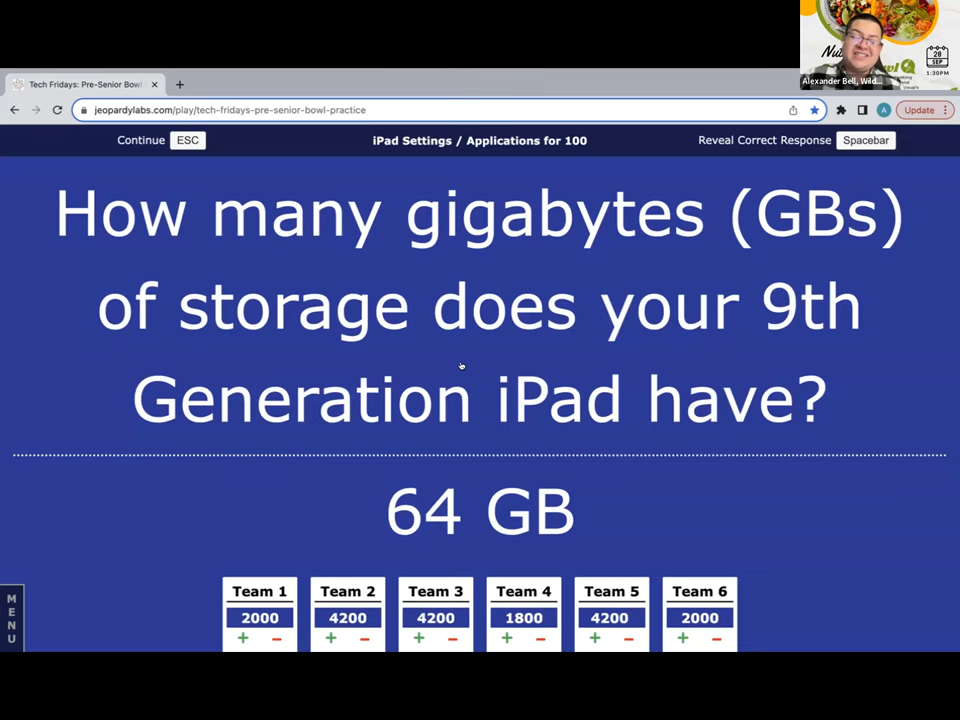 28
SEP
1:30PM
Alexander Bell, Wild...
Tech Fridays: Pre-Senior Bowl
jeopardylabs.com/play/tech-fridays-pre-senior-bowl-practice
A
Update
Continue ESC
iPad Settings / Applications for 100
Reveal Correct Response Spacebar
How many gigabytes (GBs)
of storage does your 9th
Generation iPad have?
64 GB
MENU
Team 1 Team 2 Team 3 Team 4 Team 5 Team 6
2000 4200 4200 1800 4200 2000
+ − + − + − + − + − + −